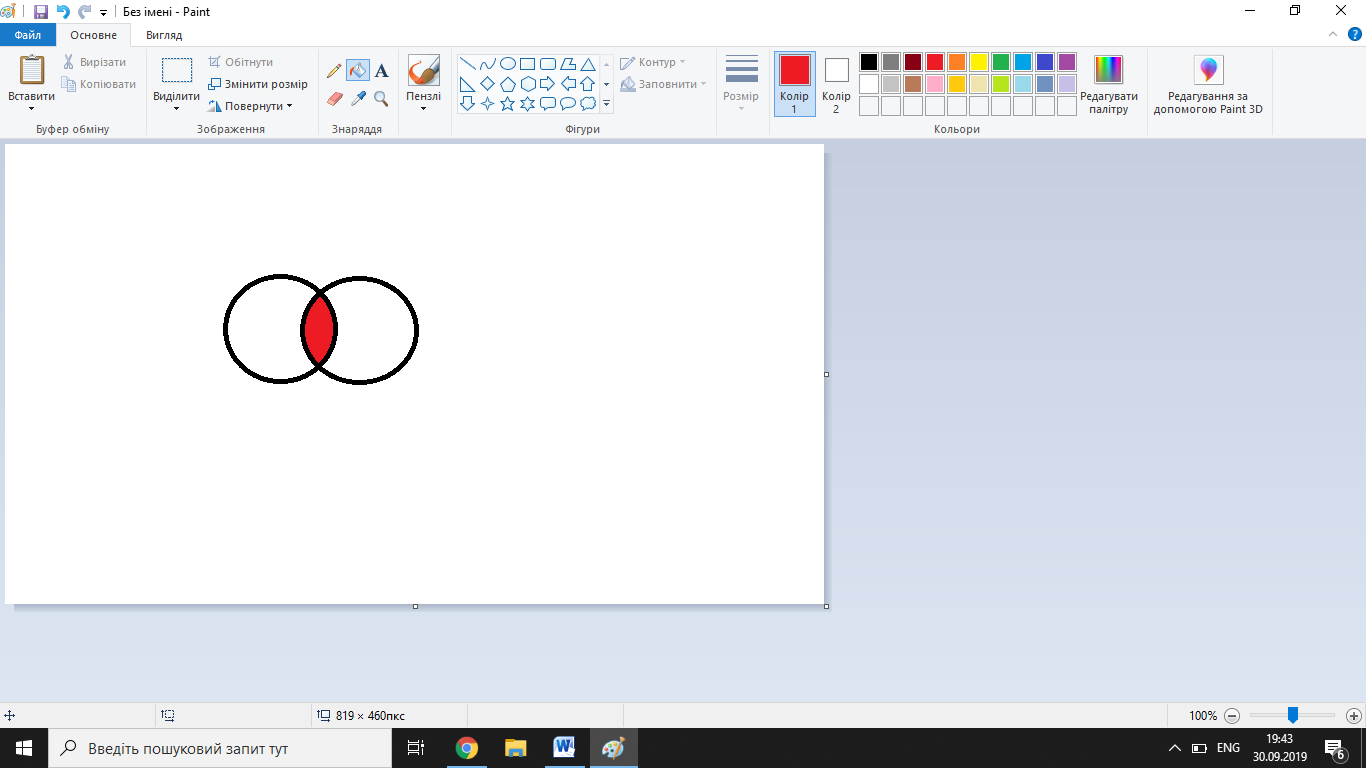 Без імені - Paint
Файл Основне Вигляд
Вставити
Вирізати
Копіювати
Буфер обміну
Виділити
Обітнути
Змінити розмір
Повернути
Зображення
A
Знаряддя
Пензлі
Контур
Заповнити
Фігури
Розмір
Колір 1
Колір 2
Редагувати палітру
Кольори
Редагування за допомогою Paint 3D
819 × 460пкс
100%
Введіть пошуковий запит тут
W
ENG
19:43
30.09.2019
6